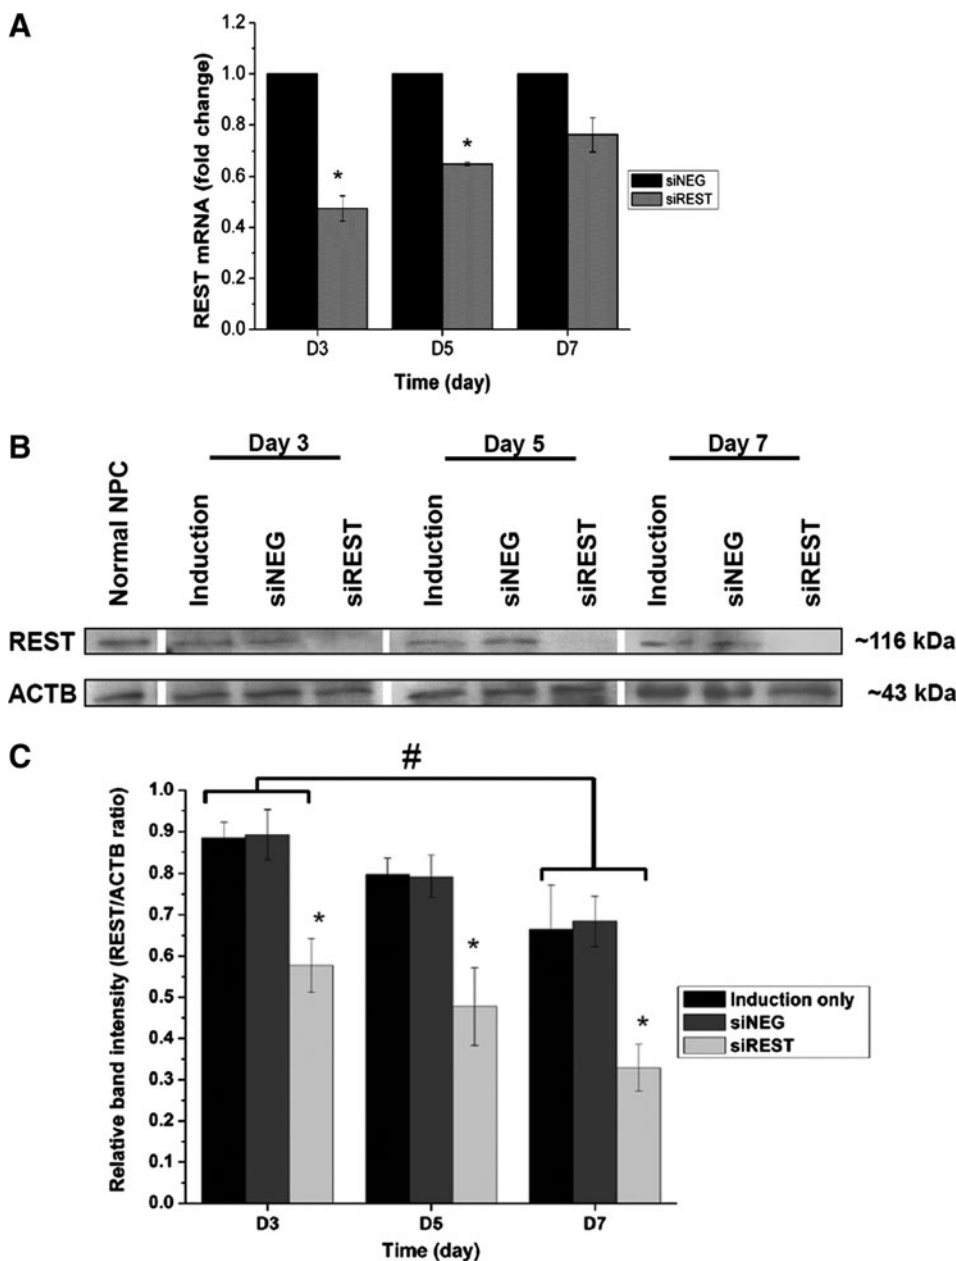 A
REST mRNA (fold change)
1.2
1.0
0.8
0.6
0.4
0.2
0.0
*
*
siNEG
siREST
D3 D5 D7
Time (day)
B
Day 3 Day 5 Day 7
Normal NPC
Induction
siNEG
siREST
Induction
siNEG
siREST
Induction
siNEG
siREST
REST ~116 kDa
ACTB ~43 kDa
C
#
Relative band intensity (REST/ACTB ratio)
1.0
0.9
0.8
0.7
0.6
0.5
0.4
0.3
0.2
0.1
0.0
*
*
*
Induction only
siNEG
siREST
D3 D5 D7
Time (day)